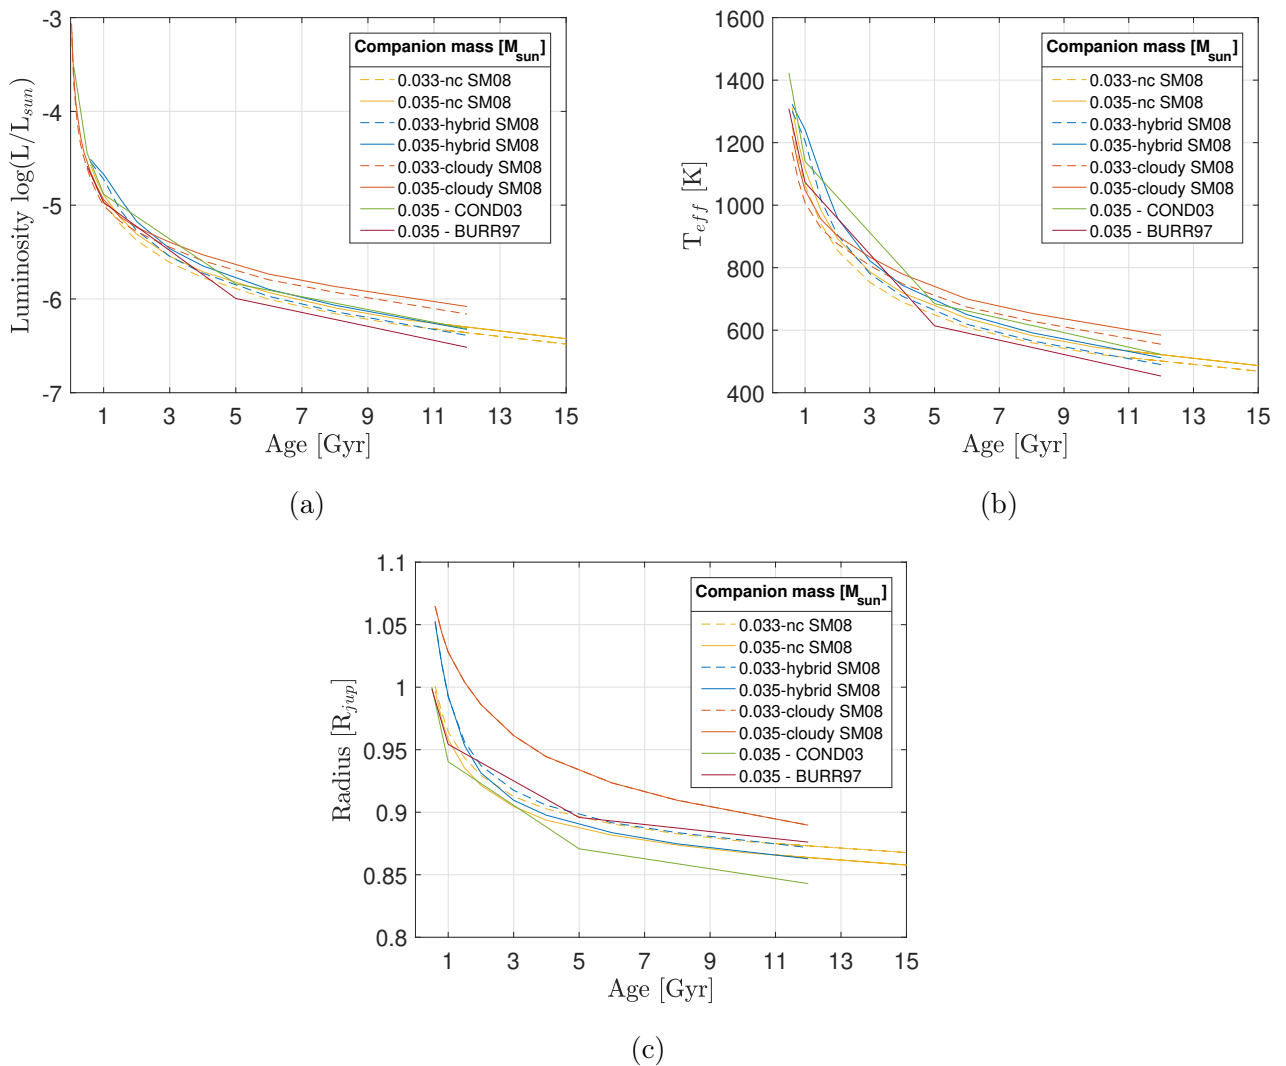 -3
-4
-5
-6
-7
Luminosity log(L/L_sun)
1 3 5 7 9 11 13 15
Age [Gyr]
Companion mass [M_sun]
0.033-nc SM08
0.035-nc SM08
0.033-hybrid SM08
0.035-hybrid SM08
0.033-cloudy SM08
0.035-cloudy SM08
0.035 - COND03
0.035 - BURR97
(a)
1600
1400
1200
1000
800
600
400
T_eff [K]
1 3 5 7 9 11 13 15
Age [Gyr]
Companion mass [M_sun]
0.033-nc SM08
0.035-nc SM08
0.033-hybrid SM08
0.035-hybrid SM08
0.033-cloudy SM08
0.035-cloudy SM08
0.035 - COND03
0.035 - BURR97
(b)
1.1
1.05
1
0.95
0.9
0.85
0.8
Radius [R_jup]
1 3 5 7 9 11 13 15
Age [Gyr]
Companion mass [M_sun]
0.033-nc SM08
0.035-nc SM08
0.033-hybrid SM08
0.035-hybrid SM08
0.033-cloudy SM08
0.035-cloudy SM08
0.035 - COND03
0.035 - BURR97
(c)